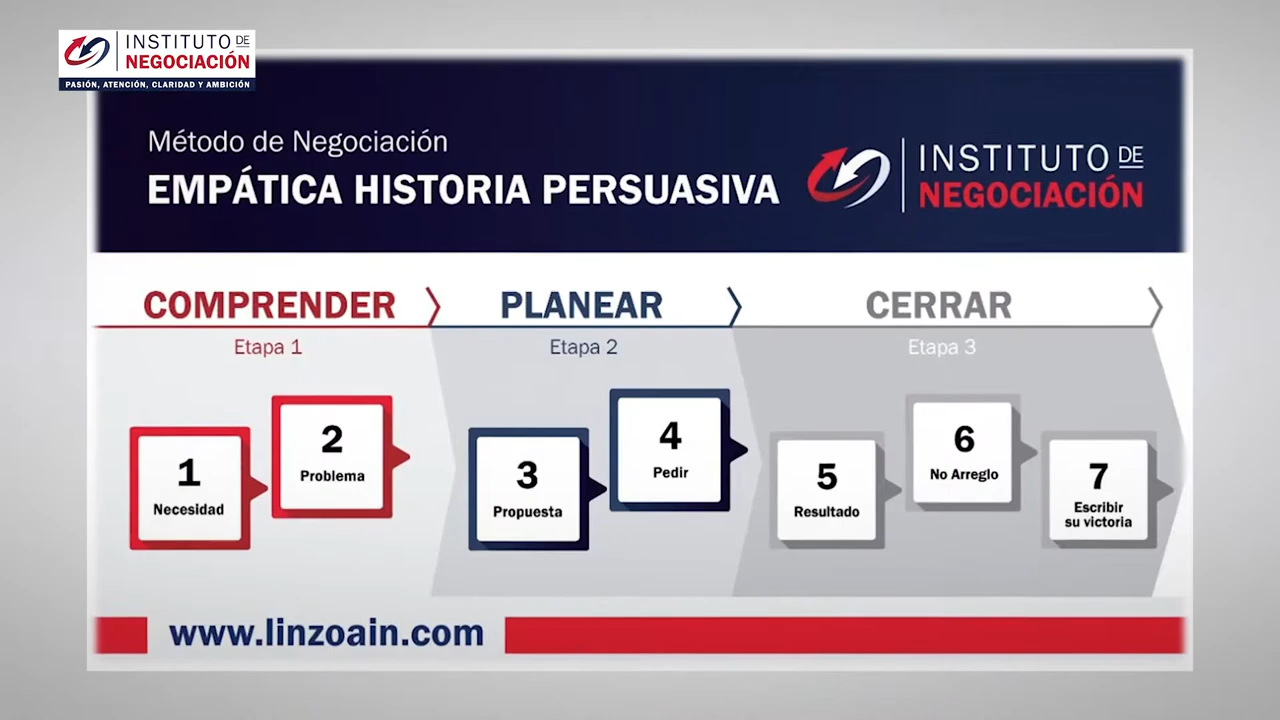 INSTITUTO DE
NEGOCIACIÓN
PASIÓN, ATENCIÓN, CLARIDAD Y AMBICIÓN
Método de Negociación
EMPÁTICA HISTORIA PERSUASIVA
INSTITUTO DE
NEGOCIACIÓN
COMPRENDER
PLANEAR
CERRAR
Etapa 1
Etapa 2
Etapa 3
1
Necesidad
2
Problema
3
Propuesta
4
Pedir
5
Resultado
6
No Arreglo
7
Escribir
su victoria
www.linzoain.com